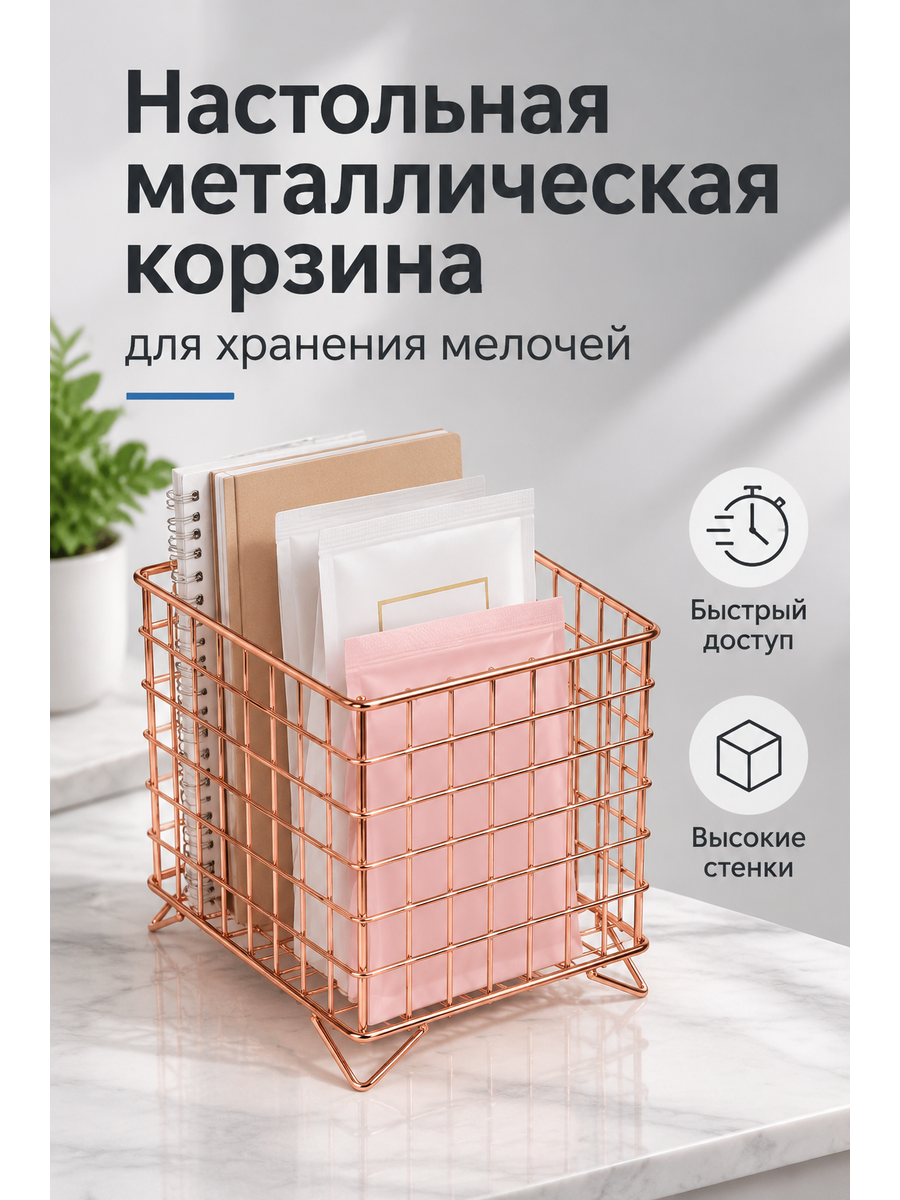 Настольная
металлическая
корзина
для хранения мелочей
Быстрый
доступ
Высокие
стенки